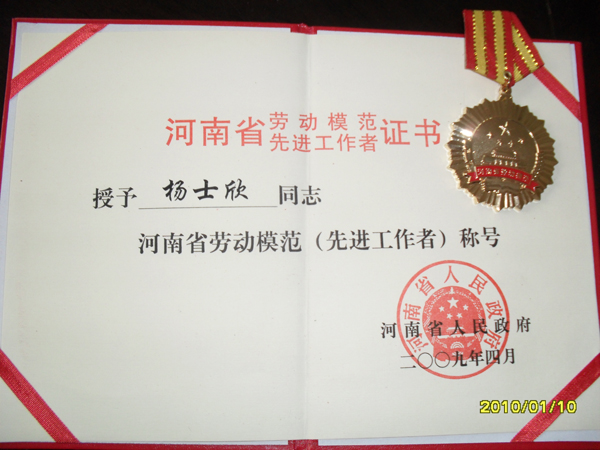 河南省劳动模范先进工作者证书
授予 杨士欣 同志
河南省劳动模范（先进工作者）称号
河南省人民政府
河南省人民政府
二〇〇九年四月
2010/01/10